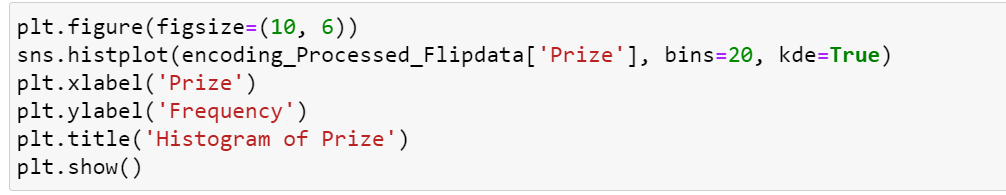 plt.figure(figsize=(10, 6))
sns.histplot(encoding_Processed_Flipdata['Prize'], bins=20, kde=True)
plt.xlabel('Prize')
plt.ylabel('Frequency')
plt.title('Histogram of Prize')
plt.show()